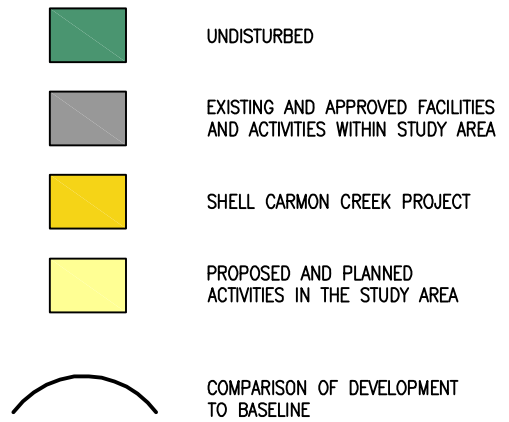 UNDISTURBED
EXISTING AND APPROVED FACILITIES
AND ACTIVITIES WITHIN STUDY AREA
SHELL CARMON CREEK PROJECT
PROPOSED AND PLANNED
ACTIVITIES IN THE STUDY AREA
COMPARISON OF DEVELOPMENT
TO BASELINE